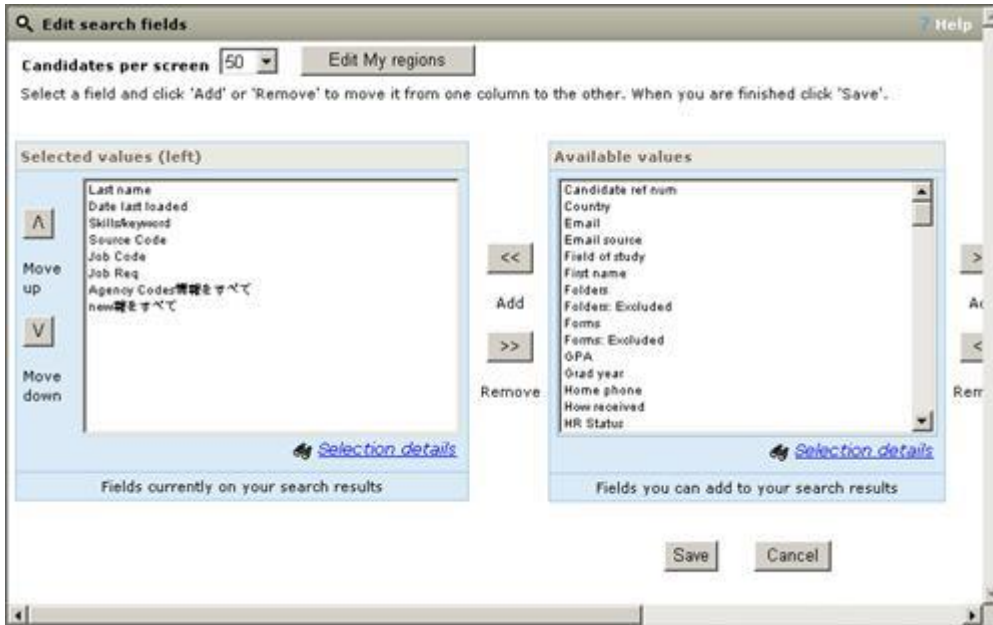 Edit search fields
? Help
Candidates per screen 50
Edit My regions
Select a field and click 'Add' or 'Remove' to move it from one column to the other. When you are finished click 'Save'.
Selected values (left)
Λ
Move up
V
Move down
Last name
Date last loaded
Skills/keyword
Source Code
Job Code
Job Req
Agency Codes情報をすべて
new報をすべて
Selection details
Fields currently on your search results
<<
Add
>>
Remove
Available values
Candidate ref num
Country
Email
Email source
Field of study
First name
Folders
Folders: Excluded
Forms
Forms: Excluded
GPA
Grad year
Home phone
How received
HR Status
Selection details
Fields you can add to your search results
>
<
Save
Cancel